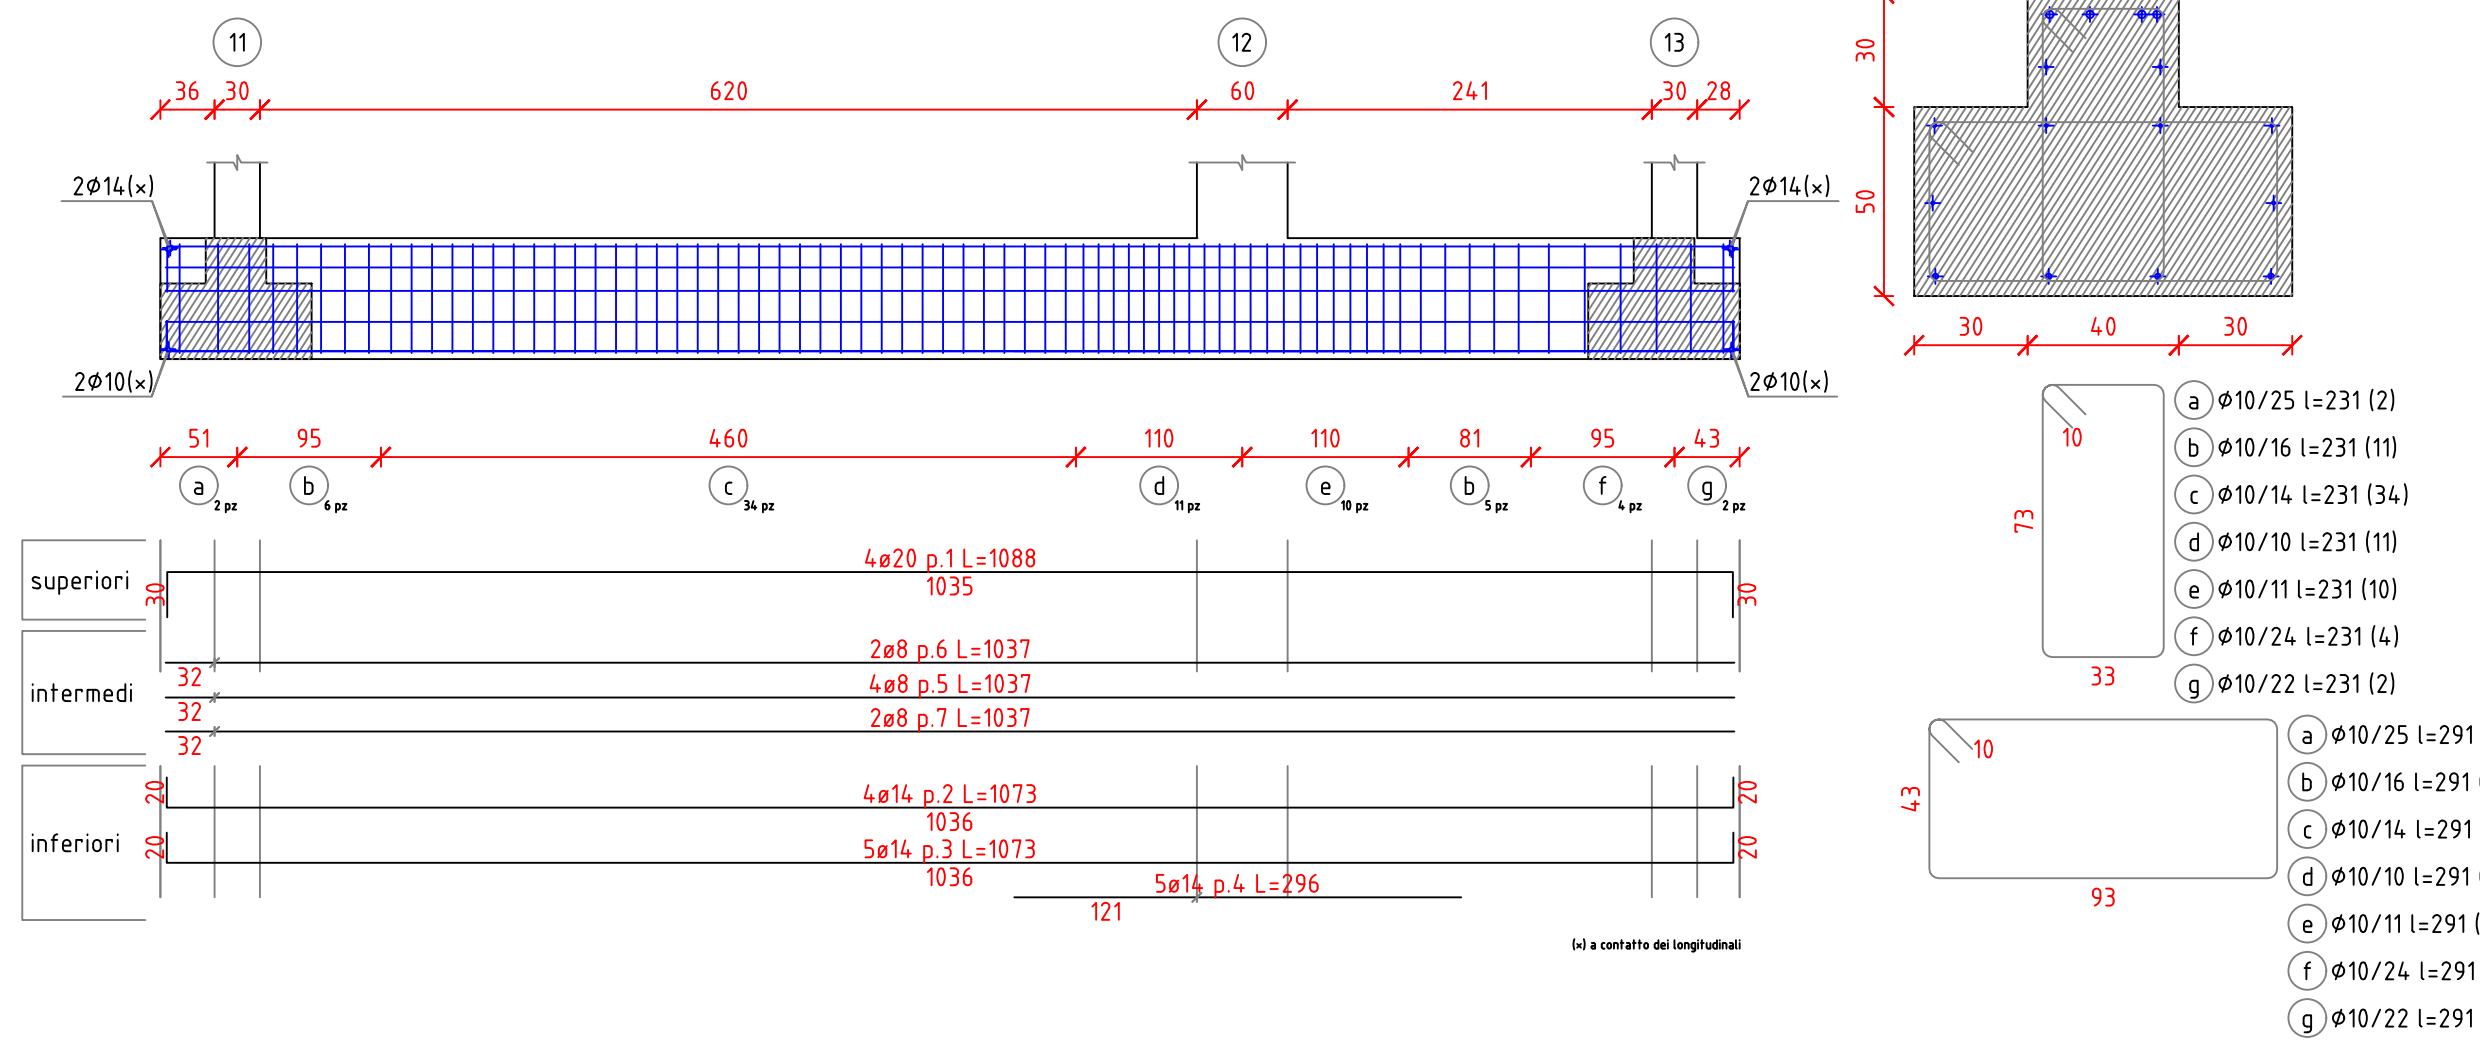 11 12 13
36 30 620 60 241 30 28
2Ø14(x) 2Ø14(x)
2Ø10(x) 2Ø10(x)
51 95 460 110 110 81 95 43
a 2 pz b 6 pz c 34 pz d 11 pz e 10 pz b 5 pz f 4 pz g 2 pz
superiori
4ø20 p.1 L=1088
30 1035 30
intermedi
2ø8 p.6 L=1037
32
4ø8 p.5 L=1037
32
2ø8 p.7 L=1037
32
inferiori
20 4ø14 p.2 L=1073 20
1036
20 5ø14 p.3 L=1073 20
1036
5ø14 p.4 L=296
121
(x) a contatto dei longitudinali
30
50
30 40 30
10
73
33
a Ø10/25 l=231 (2)
b Ø10/16 l=231 (11)
c Ø10/14 l=231 (34)
d Ø10/10 l=231 (11)
e Ø10/11 l=231 (10)
f Ø10/24 l=231 (4)
g Ø10/22 l=231 (2)
10
43
93
a Ø10/25 l=291
b Ø10/16 l=291
c Ø10/14 l=291
d Ø10/10 l=291
e Ø10/11 l=291 (
f Ø10/24 l=291
g Ø10/22 l=291